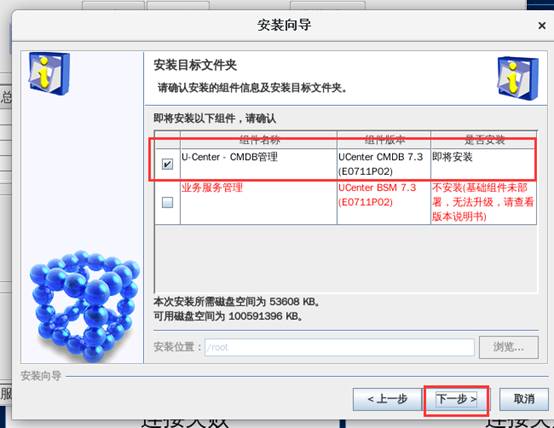 安装向导
安装目标文件夹
请确认安装的组件信息及安装目标文件夹。
即将安装以下组件，请确认
组件名称 组件版本 是否安装
U-Center - CMDB管理 UCenter CMDB 7.3 (E0711P02) 即将安装
业务服务管理 UCenter BSM 7.3 (E0711P02) 不安装(基础组件未部
署，无法升级，请查看
版本说明书)
本次安装所需磁盘空间为 53608 KB。
可用磁盘空间为 100591396 KB。
安装位置： /root 浏览...
安装向导
< 上一步 下一步 > 取消
总
服
连接失败